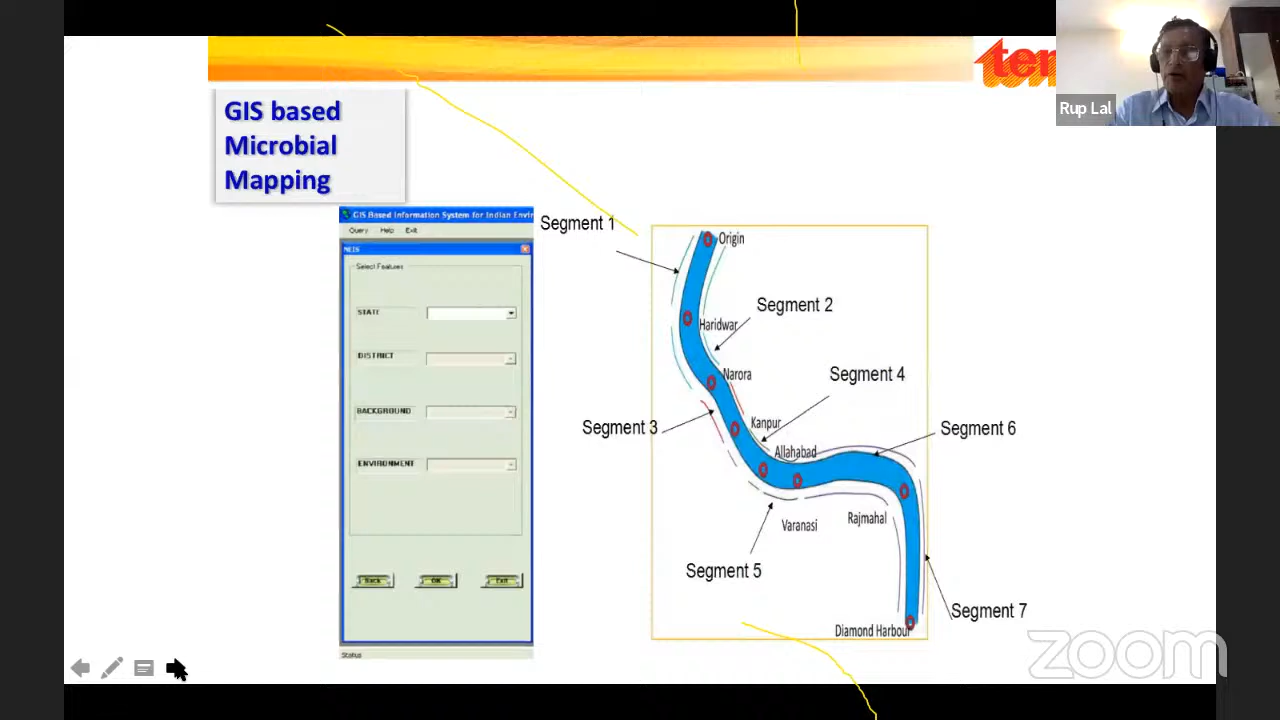 GIS based
Microbial
Mapping
Rup Lal
GIS Based Information System for Indian
Query Help Exit
NEIS
Select Features
STATE
DISTRICT
BACKGROUND
ENVIRONMENT
Back OK Exit
Status
Segment 1
Origin
Segment 2
Haridwar
Narora
Segment 4
Segment 3
Kanpur
Allahabad
Segment 6
Varanasi
Rajmahal
Segment 5
Segment 7
Diamond Harbour
zoom